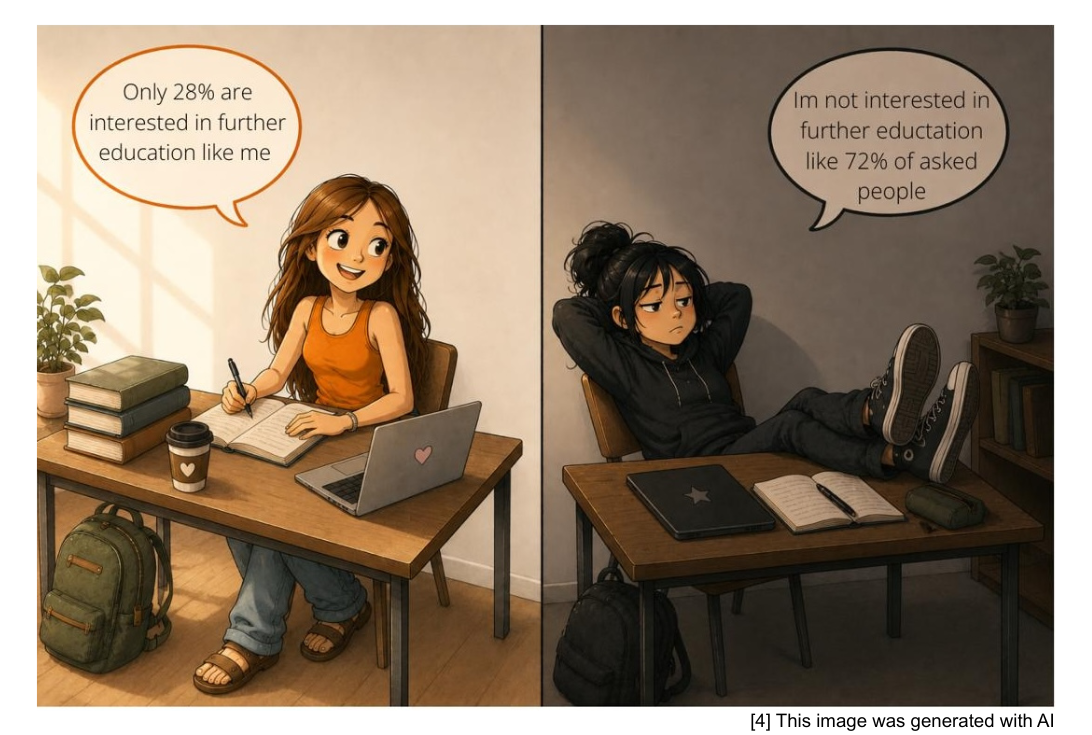 Only 28% are
interested in further
education like me
Im not interested in
further eductation
like 72% of asked
people
[4] This image was generated with AI